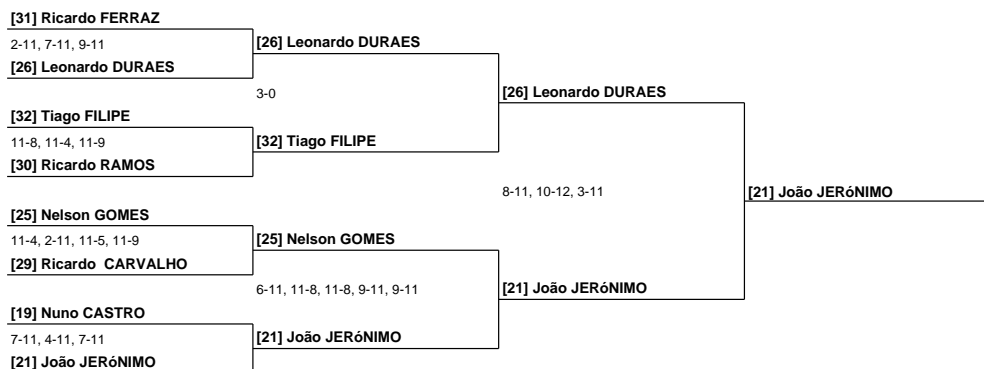 [31] Ricardo FERRAZ
2-11, 7-11, 9-11
[26] Leonardo DURAES
[26] Leonardo DURAES
3-0
[26] Leonardo DURAES
[32] Tiago FILIPE
11-8, 11-4, 11-9
[32] Tiago FILIPE
[30] Ricardo RAMOS
8-11, 10-12, 3-11
[21] João JERóNIMO
[25] Nelson GOMES
11-4, 2-11, 11-5, 11-9
[25] Nelson GOMES
[29] Ricardo CARVALHO
6-11, 11-8, 11-8, 9-11, 9-11
[21] João JERóNIMO
[19] Nuno CASTRO
7-11, 4-11, 7-11
[21] João JERóNIMO
[21] João JERóNIMO